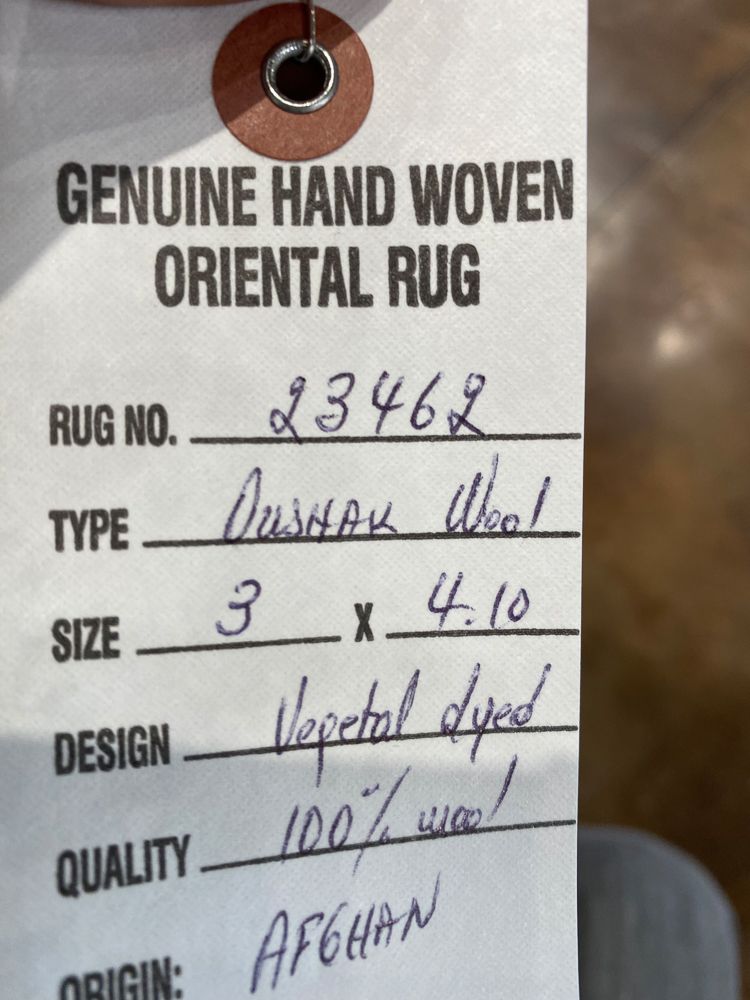 GENUINE HAND WOVEN
ORIENTAL RUG
RUG NO. 23462
TYPE OUSHAK Wool
SIZE 3 X 4.10
DESIGN Vegetal dyed
QUALITY 100% wool
ORIGIN: AFGHAN